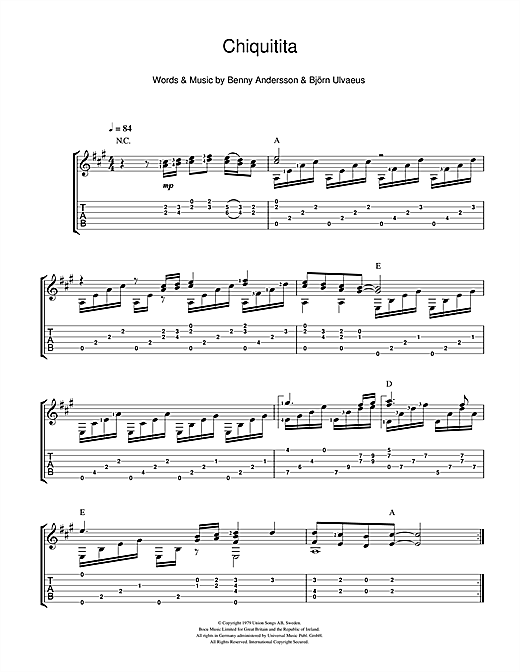 Chiquitita
Words & Music by Benny Andersson & Björn Ulvaeus
♩ = 84
N.C. A
mp
E
D
E D A
© Copyright 1979 Union Songs AB, Sweden.
Bocu Music Limited for Great Britain and the Republic of Ireland.
All rights in Germany administered by Universal Music Publ. GmbH.
All Rights Reserved. International Copyright Secured.